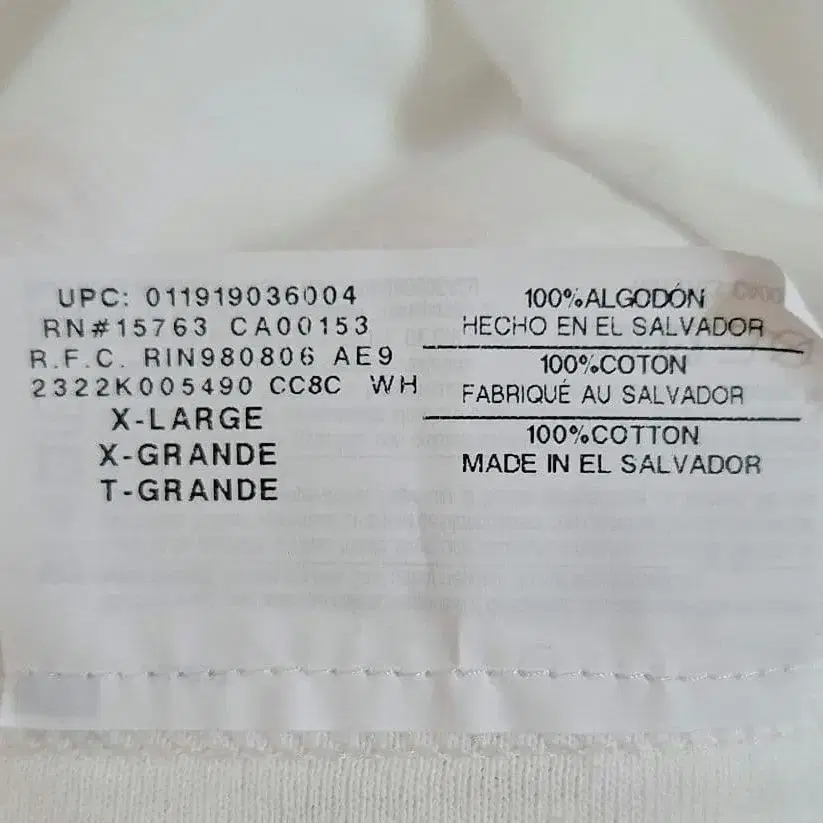 UPC: 011919036004
RN#15763 CA00153
R.F.C. RIN980806 AE9
2322K005490 CC8C WH
X-LARGE
X-GRANDE
T-GRANDE
100%ALGODÓN
HECHO EN EL SALVADOR
100%COTON
FABRIQUÉ AU SALVADOR
100%COTTON
MADE IN EL SALVADOR